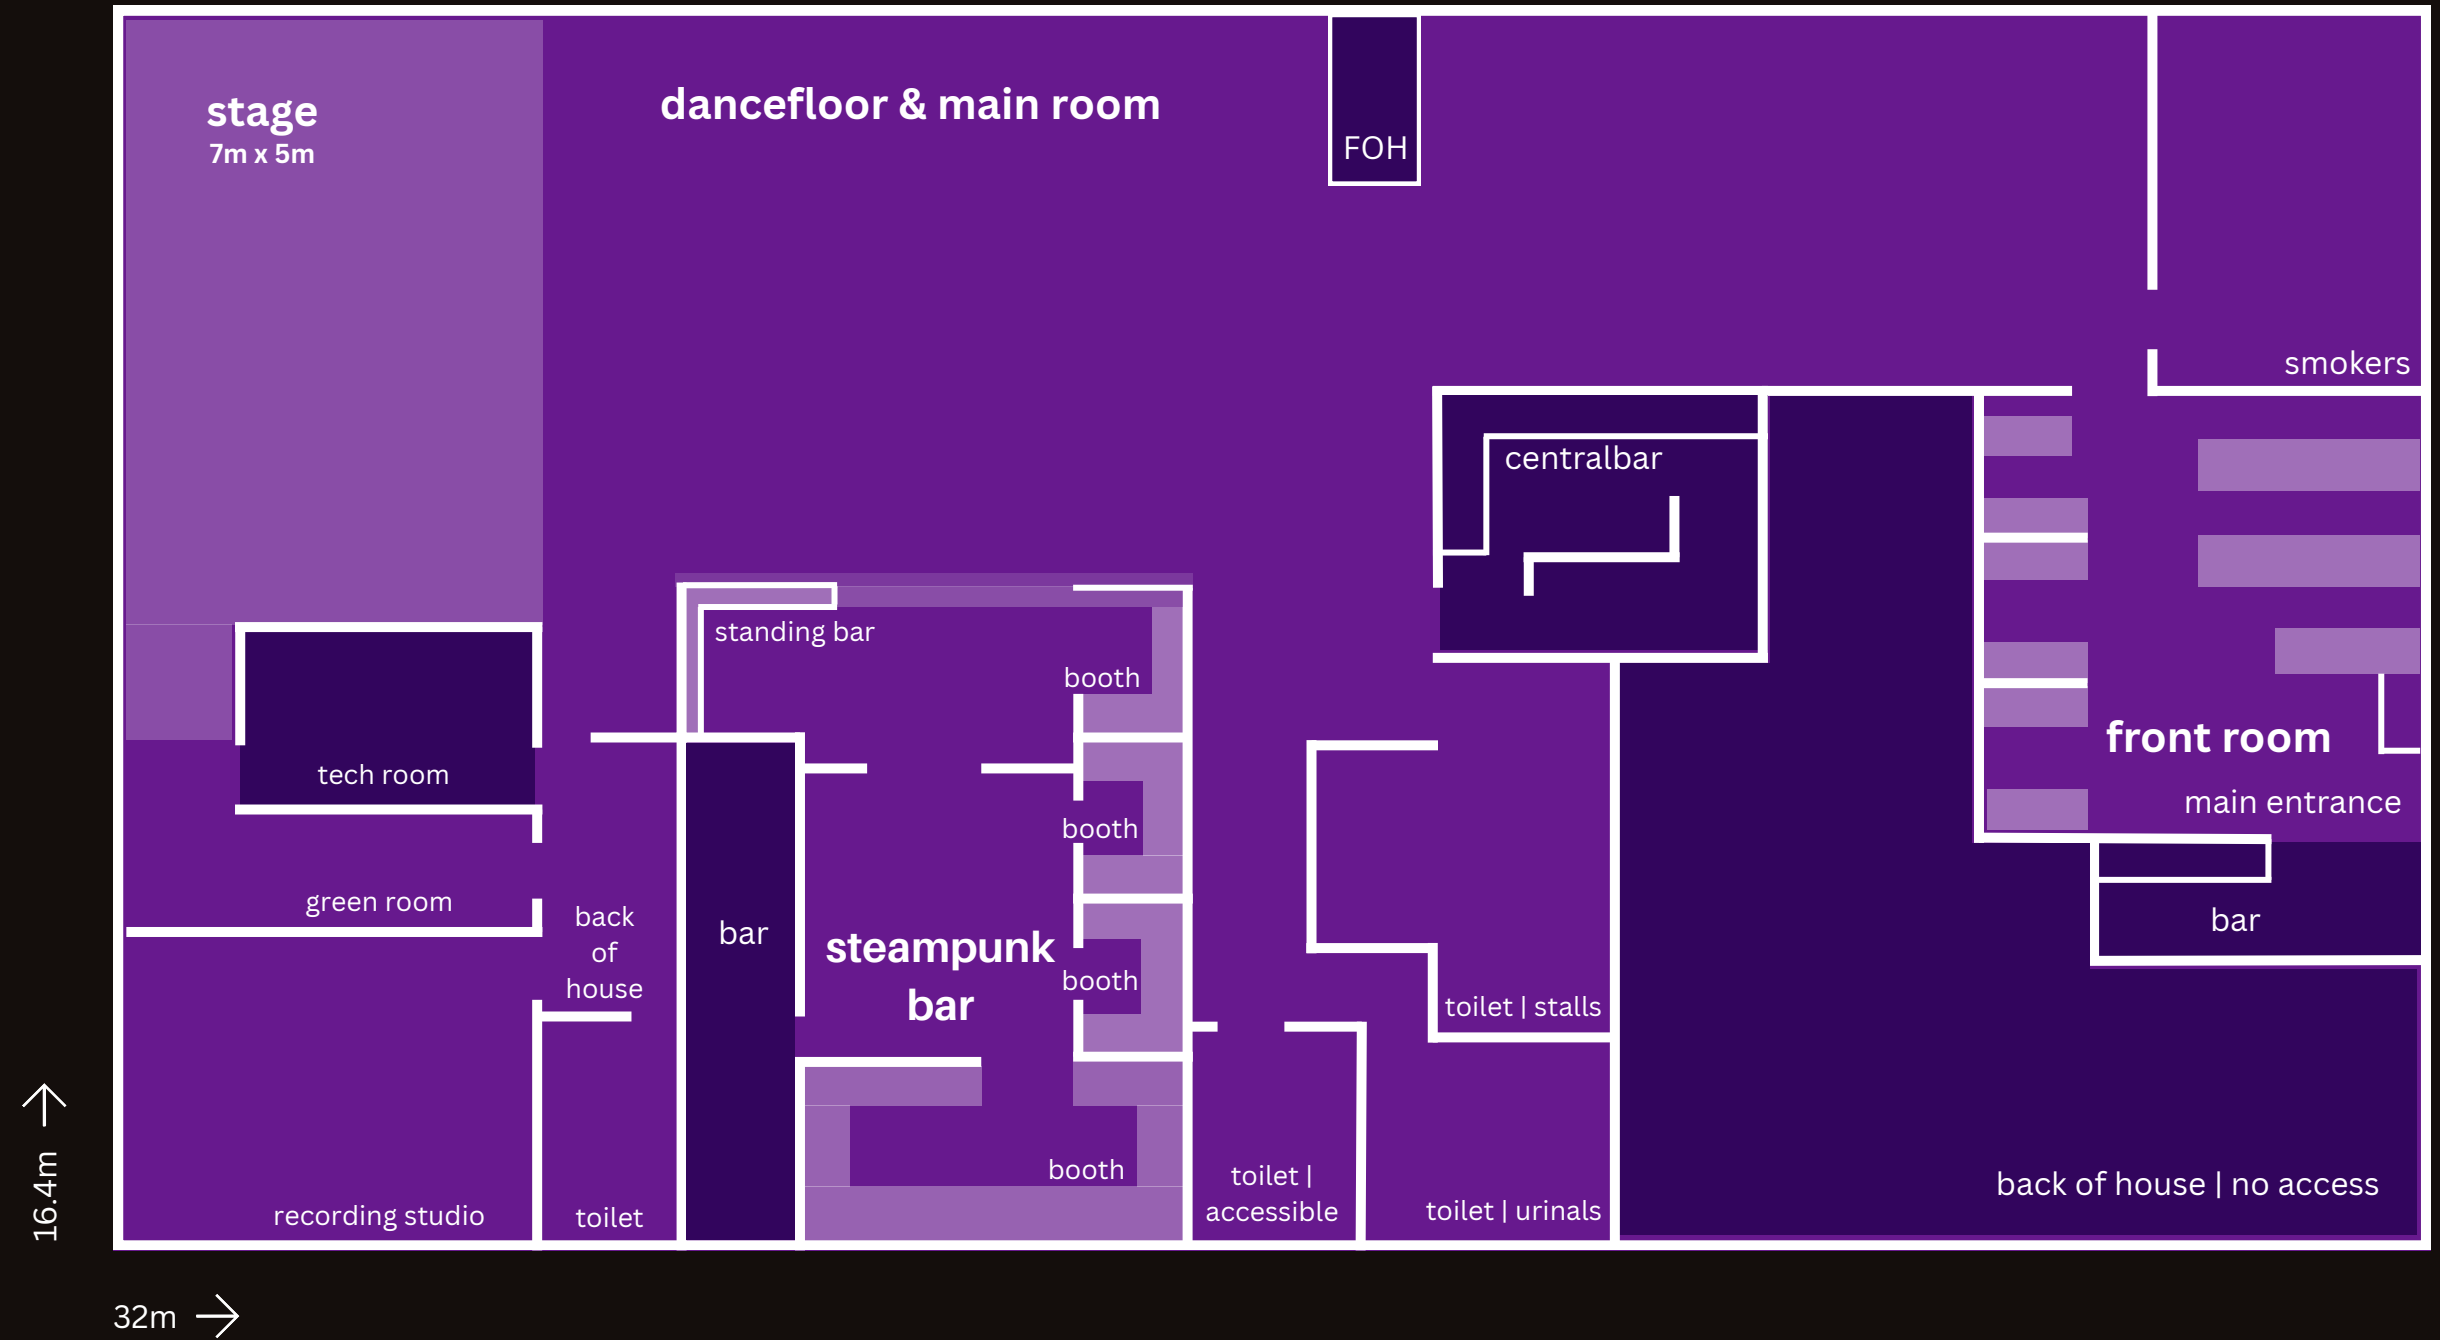 stage
7m x 5m
dancefloor & main room
FOH
smokers
centralbar
standing bar
booth
front room
main entrance
tech room
booth
green room
back
of
house
bar
steampunk
bar
booth
toilet | stalls
bar
booth
toilet |
accessible
toilet | urinals
back of house | no access
recording studio
toilet
16.4m
32m